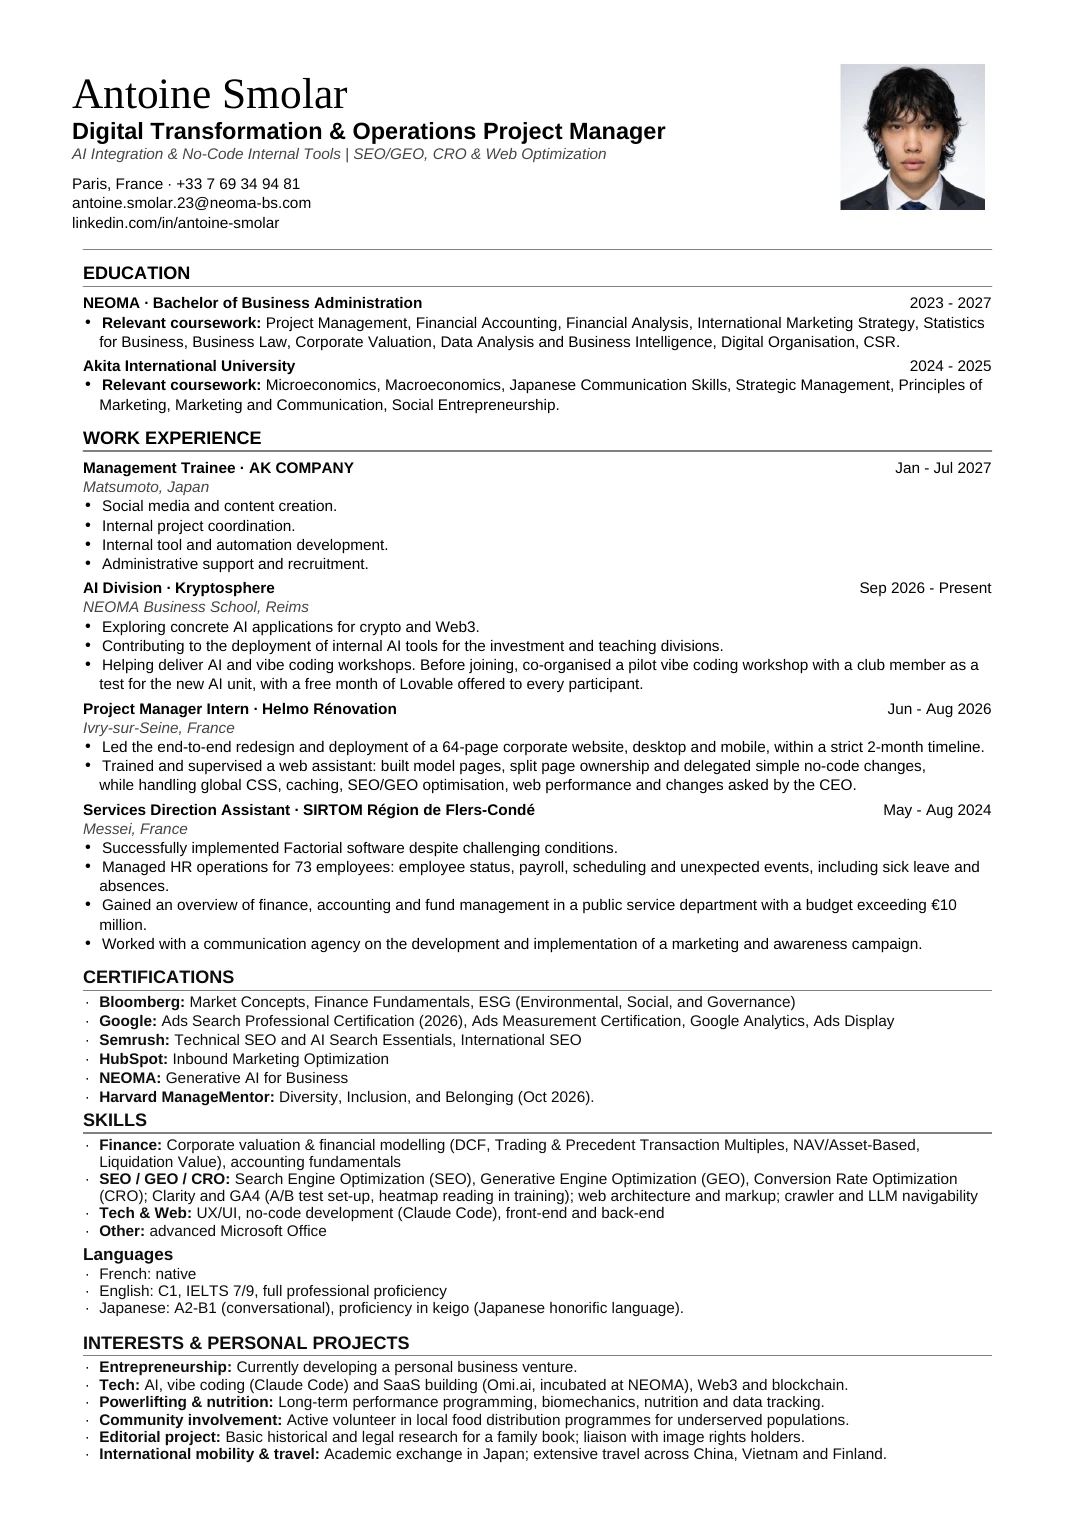 Antoine Smolar
Digital Transformation & Operations Project Manager
AI Integration & No-Code Internal Tools | SEO/GEO, CRO & Web Optimization
Paris, France · +33 7 69 34 94 81
antoine.smolar.23@neoma-bs.com
linkedin.com/in/antoine-smolar
EDUCATION
NEOMA · Bachelor of Business Administration 2023 - 2027
• Relevant coursework: Project Management, Financial Accounting, Financial Analysis, International Marketing Strategy, Statistics
for Business, Business Law, Corporate Valuation, Data Analysis and Business Intelligence, Digital Organisation, CSR.
Akita International University 2024 - 2025
• Relevant coursework: Microeconomics, Macroeconomics, Japanese Communication Skills, Strategic Management, Principles of
Marketing, Marketing and Communication, Social Entrepreneurship.
WORK EXPERIENCE
Management Trainee · AK COMPANY Jan - Jul 2027
Matsumoto, Japan
• Social media and content creation.
• Internal project coordination.
• Internal tool and automation development.
• Administrative support and recruitment.
AI Division · Kryptosphere Sep 2026 - Present
NEOMA Business School, Reims
• Exploring concrete AI applications for crypto and Web3.
• Contributing to the deployment of internal AI tools for the investment and teaching divisions.
• Helping deliver AI and vibe coding workshops. Before joining, co-organised a pilot vibe coding workshop with a club member as a
test for the new AI unit, with a free month of Lovable offered to every participant.
Project Manager Intern · Helmo Rénovation Jun - Aug 2026
Ivry-sur-Seine, France
• Led the end-to-end redesign and deployment of a 64-page corporate website, desktop and mobile, within a strict 2-month timeline.
• Trained and supervised a web assistant: built model pages, split page ownership and delegated simple no-code changes,
while handling global CSS, caching, SEO/GEO optimisation, web performance and changes asked by the CEO.
Services Direction Assistant · SIRTOM Région de Flers-Condé May - Aug 2024
Messei, France
• Successfully implemented Factorial software despite challenging conditions.
• Managed HR operations for 73 employees: employee status, payroll, scheduling and unexpected events, including sick leave and
absences.
• Gained an overview of finance, accounting and fund management in a public service department with a budget exceeding €10
million.
• Worked with a communication agency on the development and implementation of a marketing and awareness campaign.
CERTIFICATIONS
· Bloomberg: Market Concepts, Finance Fundamentals, ESG (Environmental, Social, and Governance)
· Google: Ads Search Professional Certification (2026), Ads Measurement Certification, Google Analytics, Ads Display
· Semrush: Technical SEO and AI Search Essentials, International SEO
· HubSpot: Inbound Marketing Optimization
· NEOMA: Generative AI for Business
· Harvard ManageMentor: Diversity, Inclusion, and Belonging (Oct 2026).
SKILLS
· Finance: Corporate valuation & financial modelling (DCF, Trading & Precedent Transaction Multiples, NAV/Asset-Based,
Liquidation Value), accounting fundamentals
· SEO / GEO / CRO: Search Engine Optimization (SEO), Generative Engine Optimization (GEO), Conversion Rate Optimization
(CRO); Clarity and GA4 (A/B test set-up, heatmap reading in training); web architecture and markup; crawler and LLM navigability
· Tech & Web: UX/UI, no-code development (Claude Code), front-end and back-end
· Other: advanced Microsoft Office
Languages
· French: native
· English: C1, IELTS 7/9, full professional proficiency
· Japanese: A2-B1 (conversational), proficiency in keigo (Japanese honorific language).
INTERESTS & PERSONAL PROJECTS
· Entrepreneurship: Currently developing a personal business venture.
· Tech: AI, vibe coding (Claude Code) and SaaS building (Omi.ai, incubated at NEOMA), Web3 and blockchain.
· Powerlifting & nutrition: Long-term performance programming, biomechanics, nutrition and data tracking.
· Community involvement: Active volunteer in local food distribution programmes for underserved populations.
· Editorial project: Basic historical and legal research for a family book; liaison with image rights holders.
· International mobility & travel: Academic exchange in Japan; extensive travel across China, Vietnam and Finland.